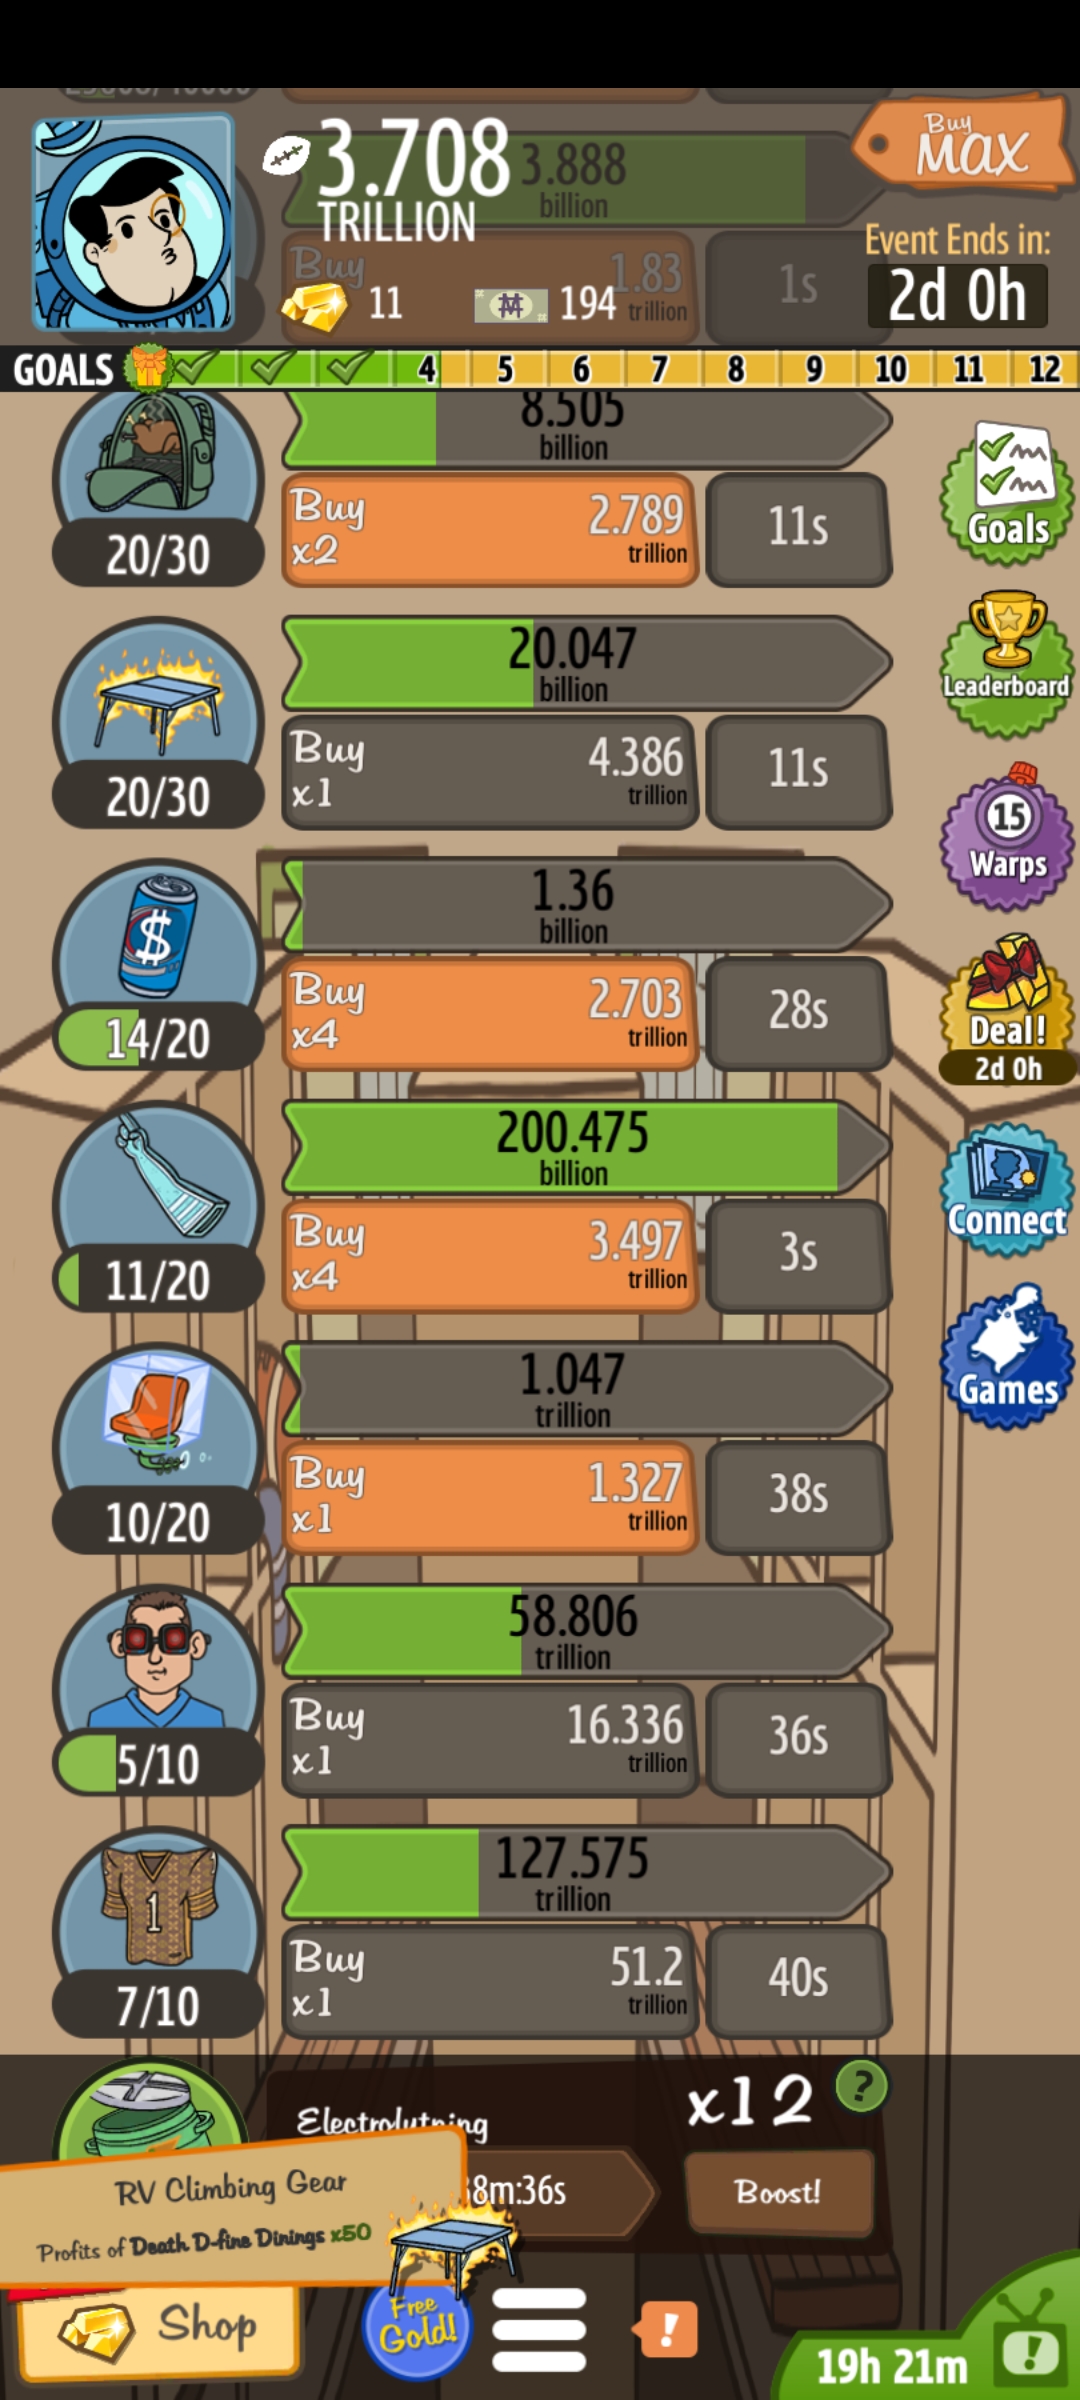 3.708
TRILLION
3.888
billion
Buy
MAX
Buy
1.83
trillion
1s
11
194
Event Ends in:
2d 0h
GOALS
4
5
6
7
8
9
10
11
12
8.505
billion
Buy
x2
2.789
trillion
11s
20/30
Goals
20.047
billion
Buy
x1
4.386
trillion
11s
20/30
Leaderboard
1.36
billion
Buy
x4
2.703
trillion
28s
$
14/20
15
Warps
Deal!
2d 0h
200.475
billion
Buy
x4
3.497
trillion
3s
11/20
Connect
1.047
trillion
Buy
x1
1.327
trillion
38s
10/20
Games
58.806
trillion
Buy
x1
16.336
trillion
36s
5/10
127.575
trillion
Buy
x1
51.2
trillion
40s
1
7/10
x12
?
8m:36s
Boost!
RV Climbing Gear
Profits of Death D-fine Dinings x50
Shop
Free
Gold!
!
19h 21m
!